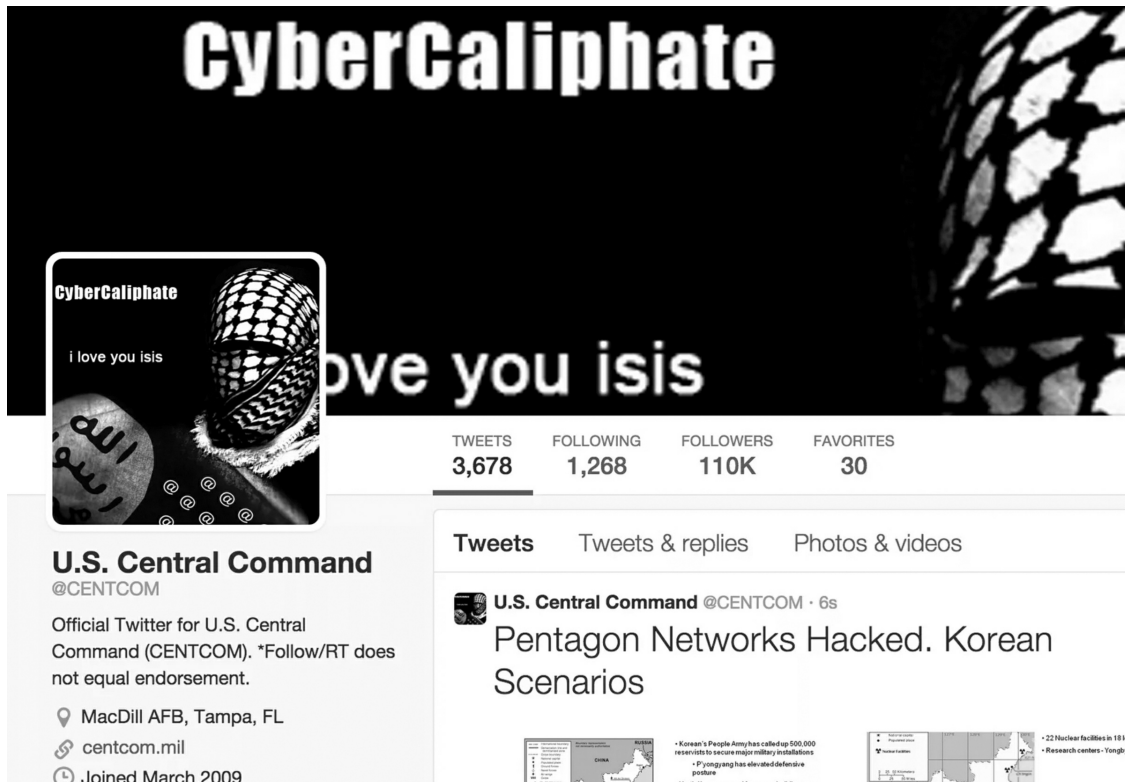 CyberCaliphate
CyberCaliphate
i love you isis
ove you isis
الله
رسول
@ @
@ @
@ @ @
TWEETS FOLLOWING FOLLOWERS FAVORITES
3,678 1,268 110K 30
Tweets Tweets & replies Photos & videos
U.S. Central Command
@CENTCOM
Official Twitter for U.S. Central
Command (CENTCOM). *Follow/RT does
not equal endorsement.
MacDill AFB, Tampa, FL
centcom.mil
Joined March 2009
U.S. Central Command @CENTCOM · 6s
Pentagon Networks Hacked. Korean
Scenarios
RUSSIA
CHINA
• Korean's People Army has called up 500,000
reservists to secure major military installations
• P'yongyang has elevated defensive
posture
Nuclear Facilities
• 22 Nuclear facilities in 18 l
• Research centers - Yongb